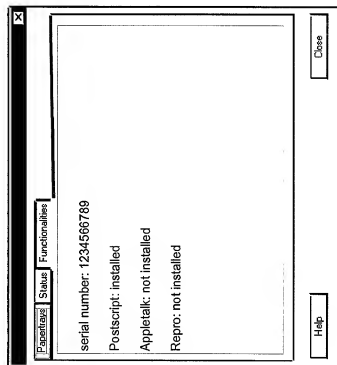 X
Papertrays Status Functionalities
serial number: 1234566789
Postscript: installed
Appletalk: not installed
Repro: not installed
Help Close